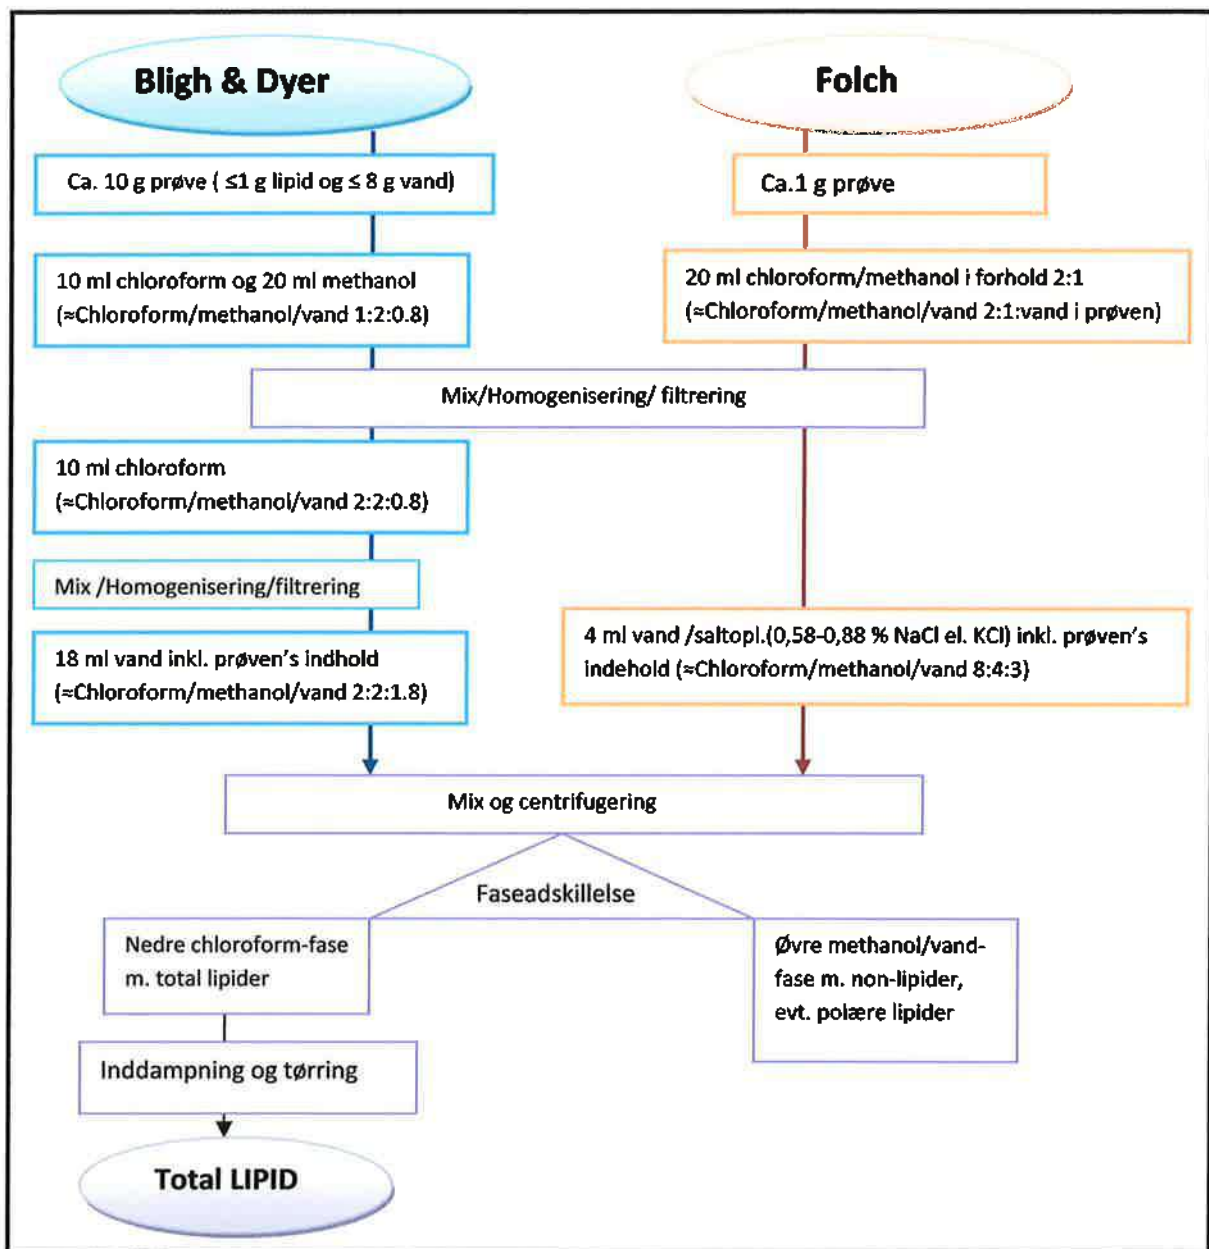 Bligh & Dyer
Folch
Ca. 10 g prøve ( ≤1 g lipid og ≤ 8 g vand)
Ca.1 g prøve
10 ml chloroform og 20 ml methanol
(≈Chloroform/methanol/vand 1:2:0.8)
20 ml chloroform/methanol i forhold 2:1
(≈Chloroform/methanol/vand 2:1:vand i prøven)
Mix/Homogenisering/ filtrering
10 ml chloroform
(≈Chloroform/methanol/vand 2:2:0.8)
Mix /Homogenisering/filtrering
18 ml vand inkl. prøven's indhold
(≈Chloroform/methanol/vand 2:2:1.8)
4 ml vand /saltopl.(0,58-0,88 % NaCl el. KCl) inkl. prøven's
indehold (≈Chloroform/methanol/vand 8:4:3)
Mix og centrifugering
Faseadskillelse
Nedre chloroform-fase
m. total lipider
Øvre methanol/vand-
fase m. non-lipider,
evt. polære lipider
Inddampning og tørring
Total LIPID